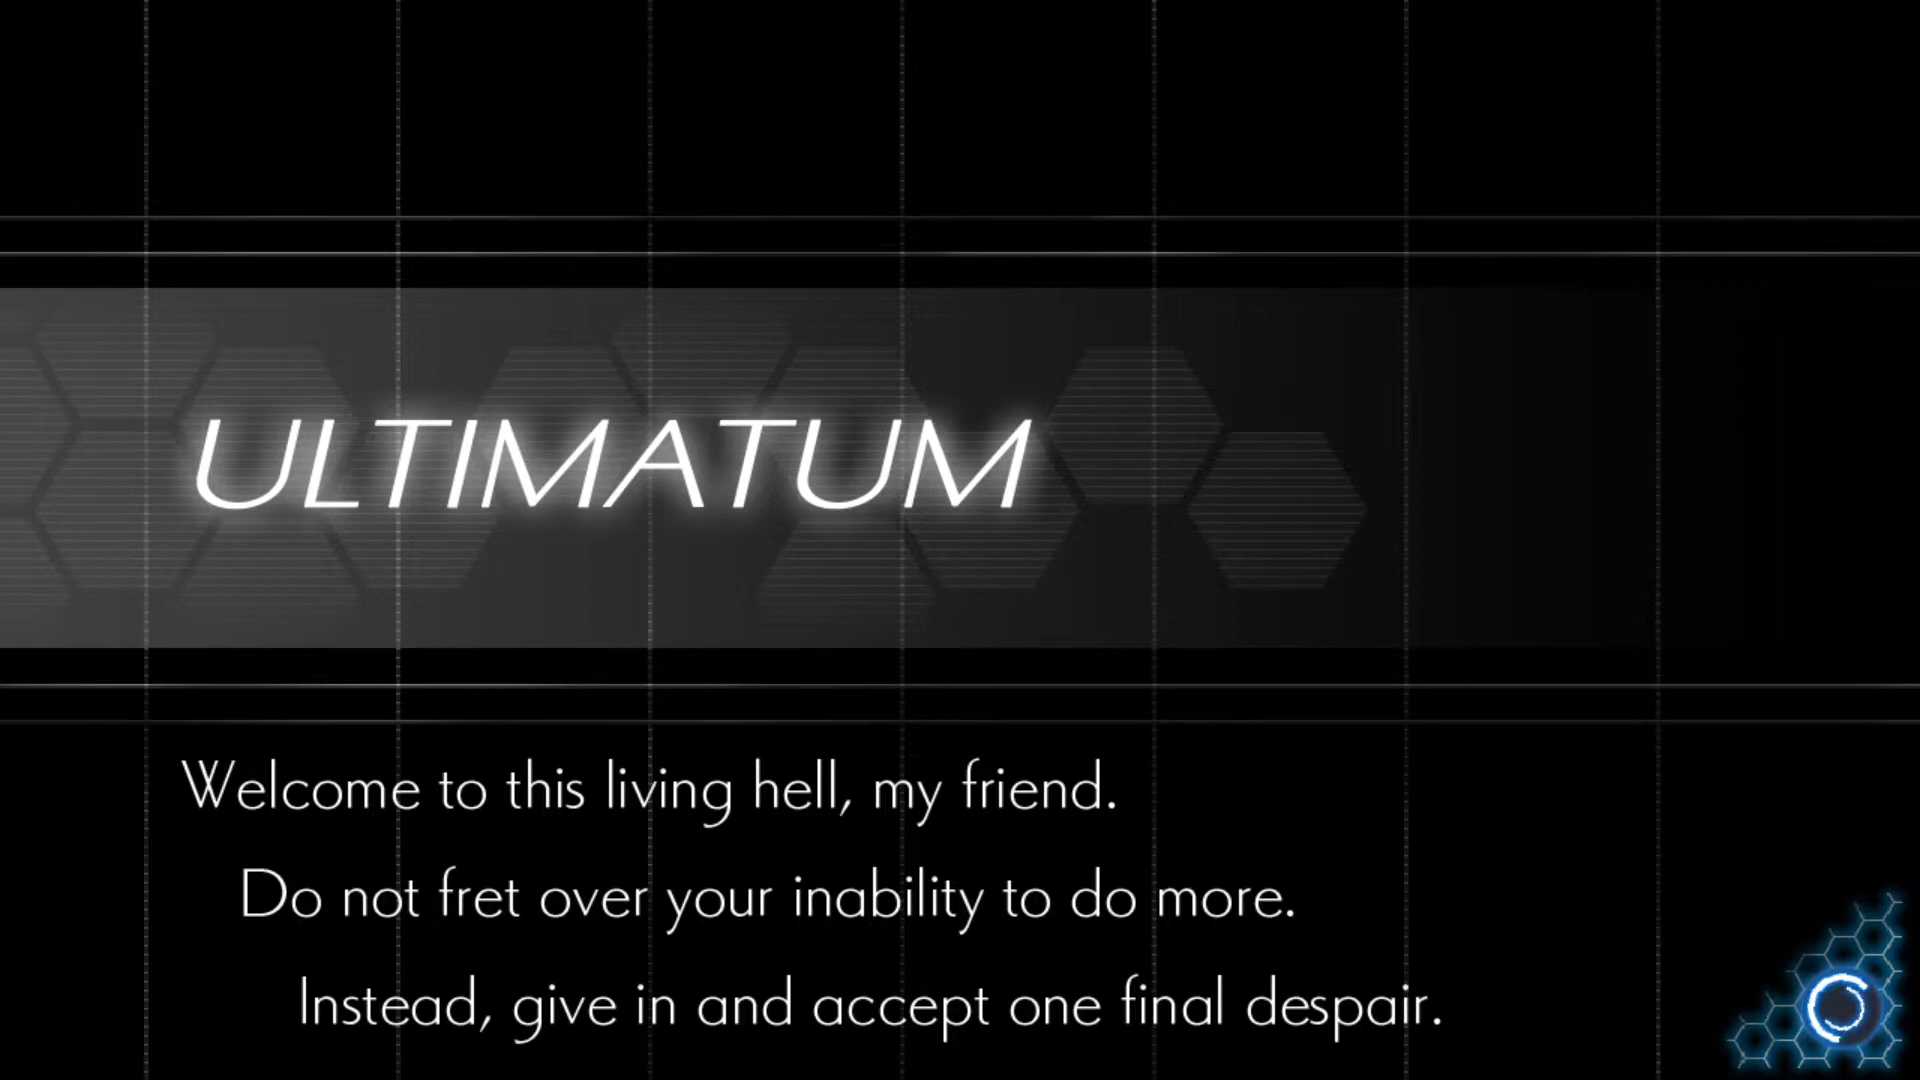 ULTIMATUM
Welcome to this living hell, my friend.
Do not fret over your inability to do more.
Instead, give in and accept one final despair.